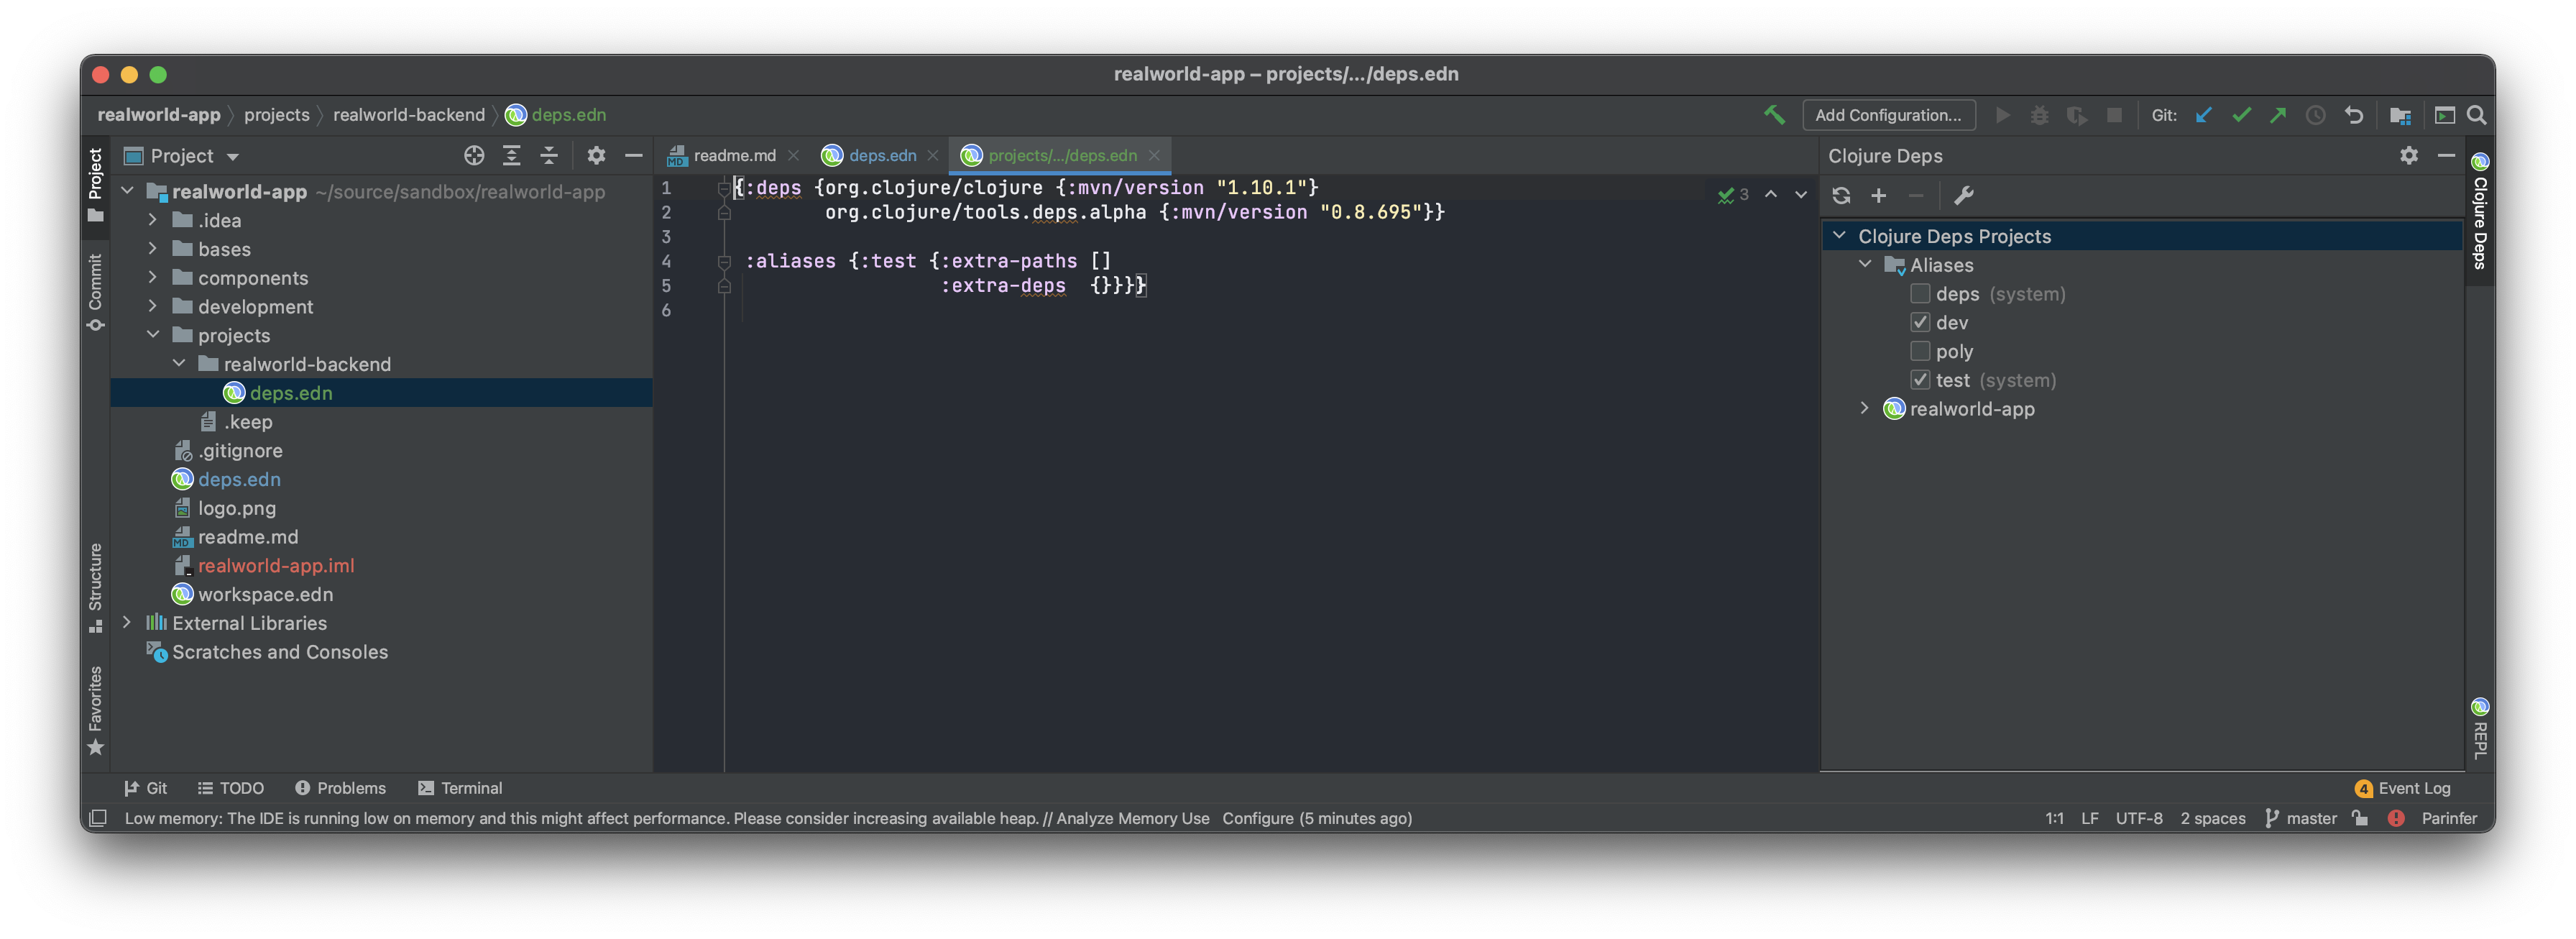 realworld-app – projects/.../deps.edn
realworld-app projects realworld-backend deps.edn
Add Configuration... Git:
Project
readme.md deps.edn projects/.../deps.edn
Clojure Deps
Project
Commit
Structure
Favorites
realworld-app ~/source/sandbox/realworld-app
.idea
bases
components
development
projects
realworld-backend
deps.edn
.keep
.gitignore
deps.edn
logo.png
MD readme.md
realworld-app.iml
workspace.edn
External Libraries
Scratches and Consoles
1 {:deps {org.clojure/clojure {:mvn/version "1.10.1"}
2 org.clojure/tools.deps.alpha {:mvn/version "0.8.695"}}
3
4 :aliases {:test {:extra-paths []
5 :extra-deps {}}}}
6
3
Clojure Deps Projects
Aliases
deps (system)
dev
poly
test (system)
realworld-app
Clojure Deps
REPL
Git TODO Problems Terminal
4 Event Log
Low memory: The IDE is running low on memory and this might affect performance. Please consider increasing available heap. // Analyze Memory Use Configure (5 minutes ago)
1:1 LF UTF-8 2 spaces master Parinfer